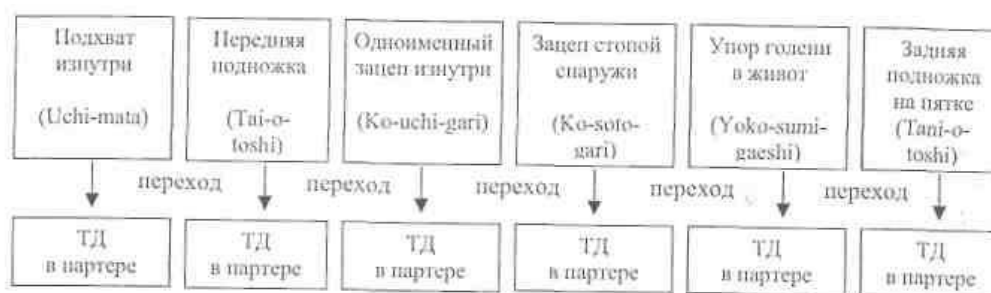 Подхват
изнутри
(Uchi-mata)
Передняя
подножка
(Tai-o-
toshi)
Одноименный
зацеп изнутри
(Ko-uchi-gari)
Зацеп стопой
снаружи
(Ko-soto-
gari)
Упор голени
в живот
(Yoko-sumi-
gaeshi)
Задняя
подножка
на пятке
(Tani-o-
toshi)
переход
переход
переход
переход
переход
ТД
в партере
ТД
в партере
ТД
в партере
ТД
в партере
ТД
в партере
ТД
в партере